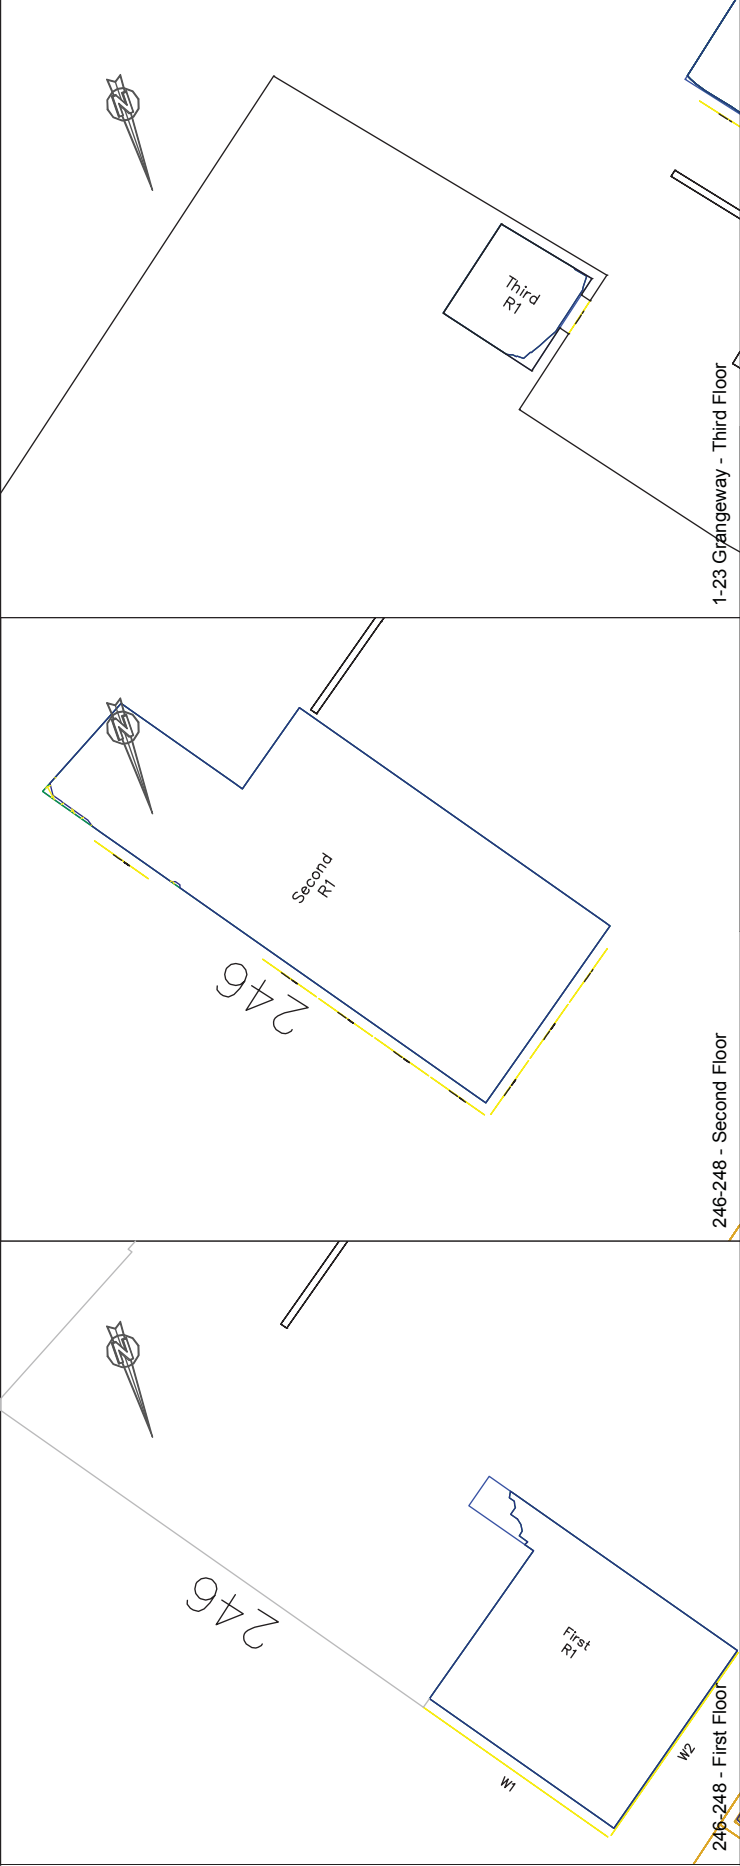 N
Third
R1
1-23 Grangeway - Third Floor
N
Second
R1
246
246-248 - Second Floor
N
246
First
R1
W1
W2
246-248 - First Floor